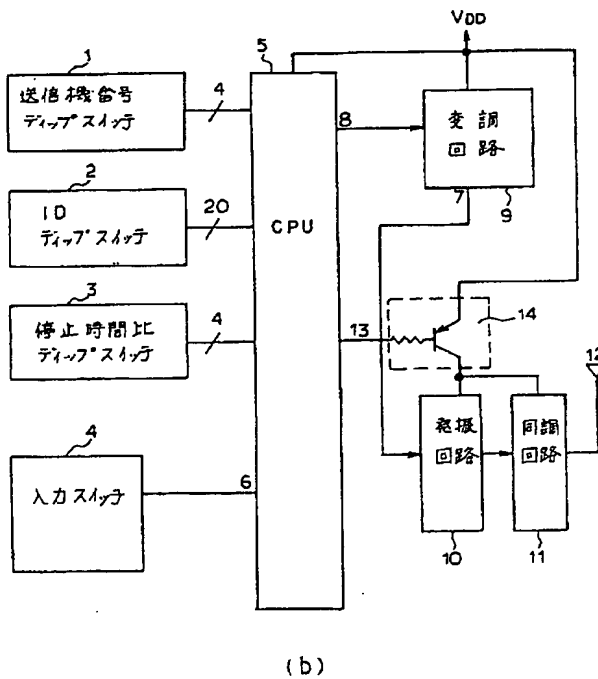 VDD
5
1
送信機番号
ディップスイッチ
4
8
変調
回路
7
9
2
ID
ディップスイッチ
20
CPU
3
停止時間比
ディップスイッチ
4
13
14
12
発振
回路
同調
回路
10
11
4
入力スイッチ
6
(b)